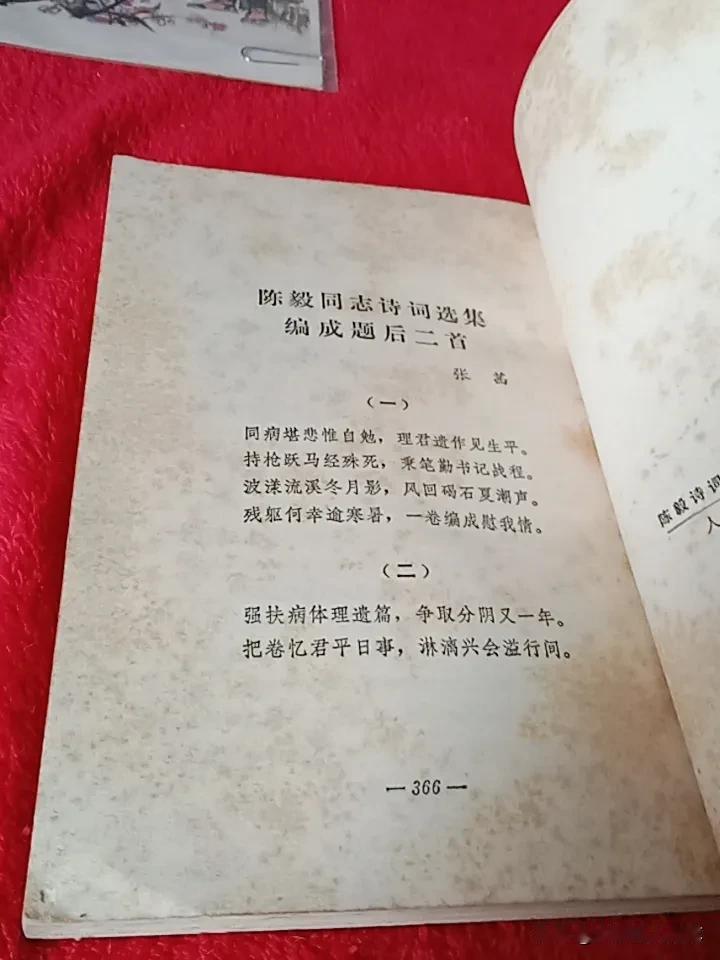 陈毅同志诗词选集
编成题后二首
张茜
（一）
同病堪悲惟自勉，理君遗作见生平。
持枪跃马经殊死，秉笔勤书记战程。
波漾流溪冬月影，风回碣石夏潮声。
残躯何幸逾寒暑，一卷编成慰我情。
（二）
强扶病体理遗篇，争取分阴又一年。
把卷忆君平日事，淋漓兴会溢行间。
— 366 —
陈毅诗词
人